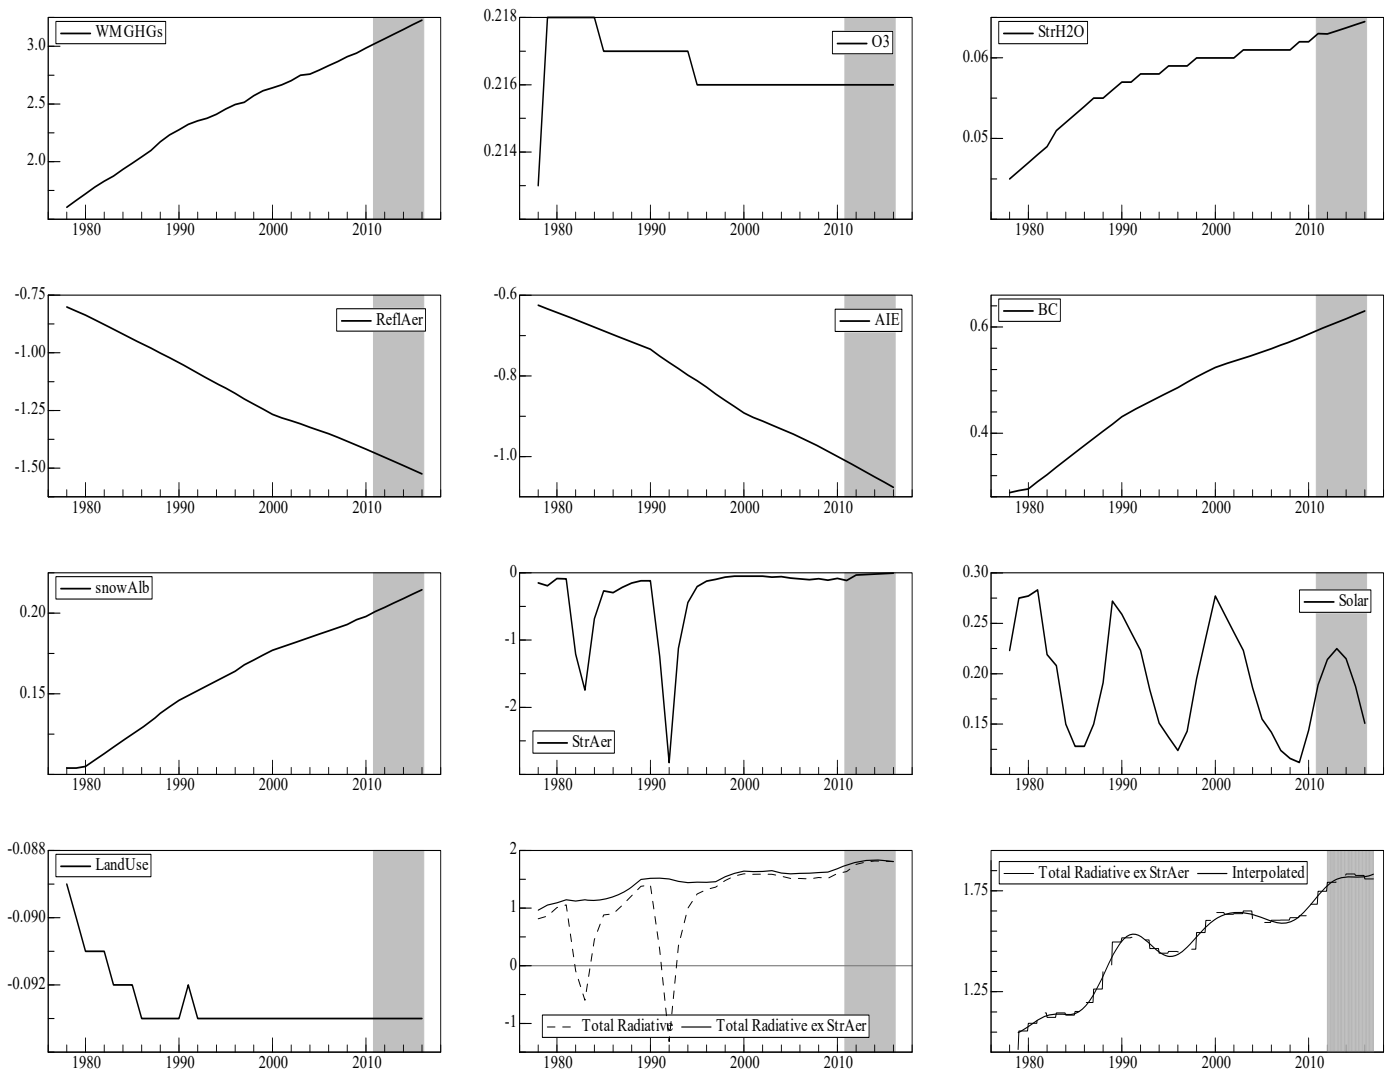 WMGHGs
3.0
2.5
2.0
1980 1990 2000 2010
0.218
O3
0.216
0.214
1980 1990 2000 2010
StrH2O
0.06
0.05
1980 1990 2000 2010
-0.75
ReflAer
-1.00
-1.25
-1.50
1980 1990 2000 2010
-0.6
AIE
-0.8
-1.0
1980 1990 2000 2010
BC
0.6
0.4
1980 1990 2000 2010
snowAlb
0.20
0.15
1980 1990 2000 2010
0
-1
-2
StrAer
1980 1990 2000 2010
0.30
Solar
0.25
0.20
0.15
1980 1990 2000 2010
-0.088
LandUse
-0.090
-0.092
1980 1990 2000 2010
2
1
0
-1
Total Radiative Total Radiative ex StrAer
1980 1990 2000 2010
Total Radiative ex StrAer Interpolated
1.75
1.25
1980 1990 2000 2010